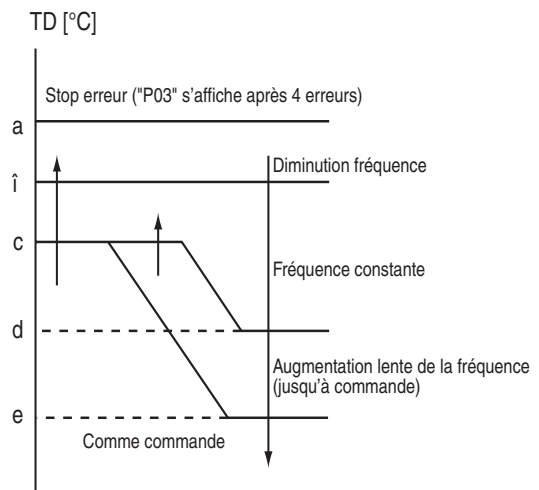 TD [°C]
Stop erreur ("P03" s'affiche après 4 erreurs)
a
Diminution fréquence
î
c
Fréquence constante
d
Augmentation lente de la fréquence
(jusqu'à commande)
e
Comme commande